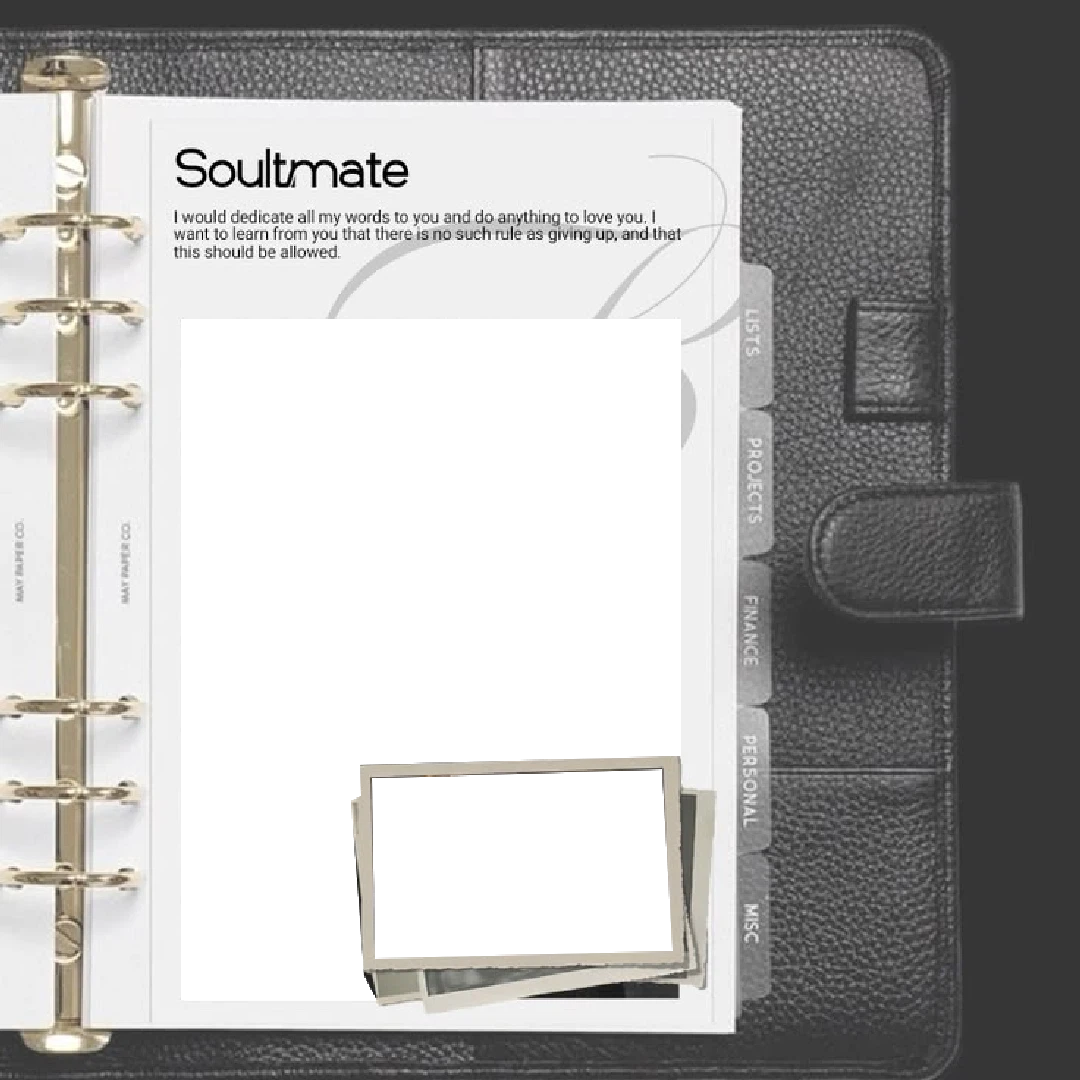 Soultmate
I would dedicate all my words to you and do anything to love you, I
want to learn from you that there is no such rule as giving up, and that
this should be allowed.
LISTS
PROJECTS
FINANCE
PERSONAL
MISC
MAY PAPER CO.
MAY PAPER CO.